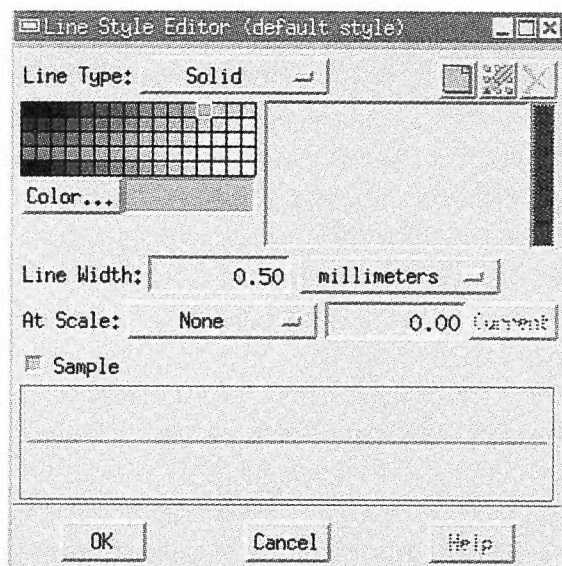 Line Style Editor (default style)
Line Type: Solid
Color...
Line Width: 0.50 millimeters
At Scale: None 0.00 Current
Sample
OK Cancel Help